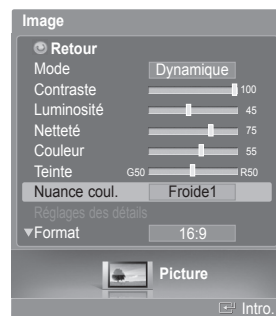 Image
Retour
Mode Dynamique
Contraste 100
Luminosité 45
Netteté 75
Couleur 55
Teinte G50 R50
Nuance coul. Froide1
Réglages des détails
▼Format 16:9
Picture
Intro.